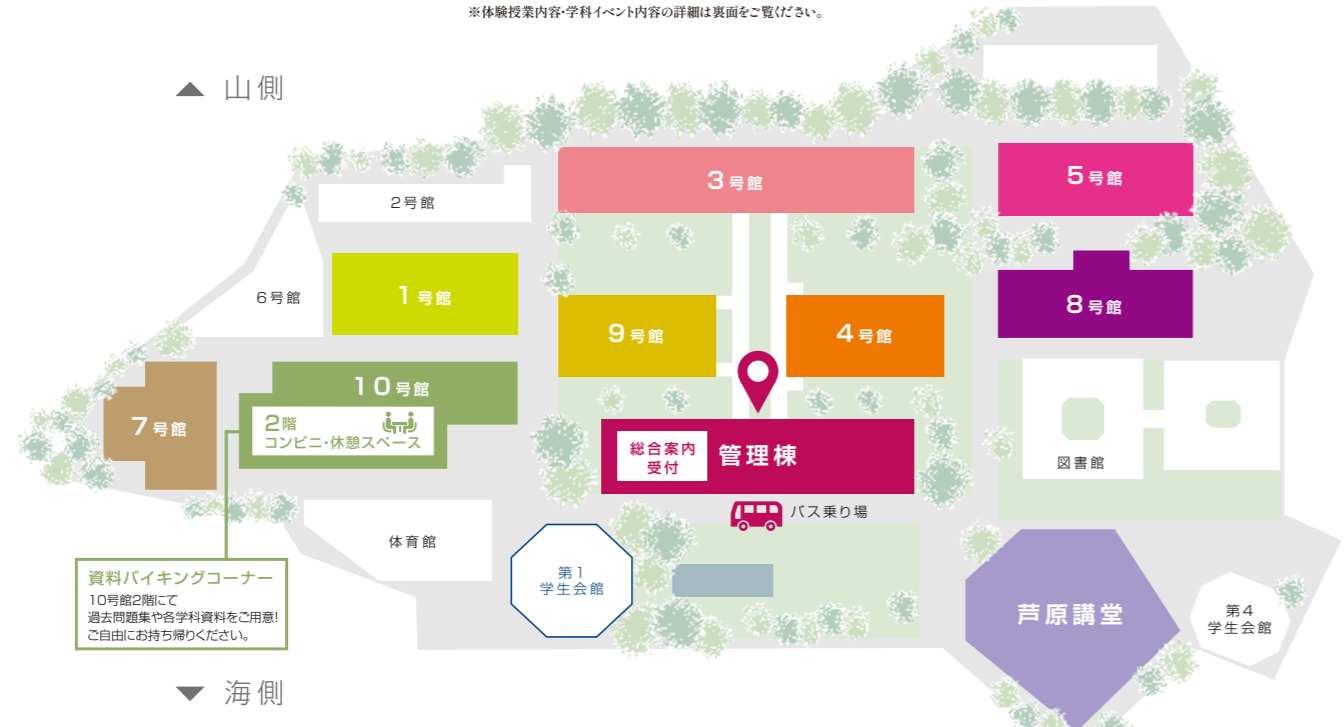 ※体験授業内容・学科イベント内容の詳細は裏面をご覧ください。
▲ 山側
3号館
5号館
2号館
6号館
1号館
9号館
4号館
8号館
10号館
2階
コンビニ・休憩スペース
7号館
総合案内
受付
管理棟
図書館
バス乗り場
体育館
第1
学生会館
資料バイキングコーナー
10号館2階にて
過去問題集や各学科資料をご用意!
ご自由にお持ち帰りください。
芦原講堂
第4
学生会館
▼ 海側